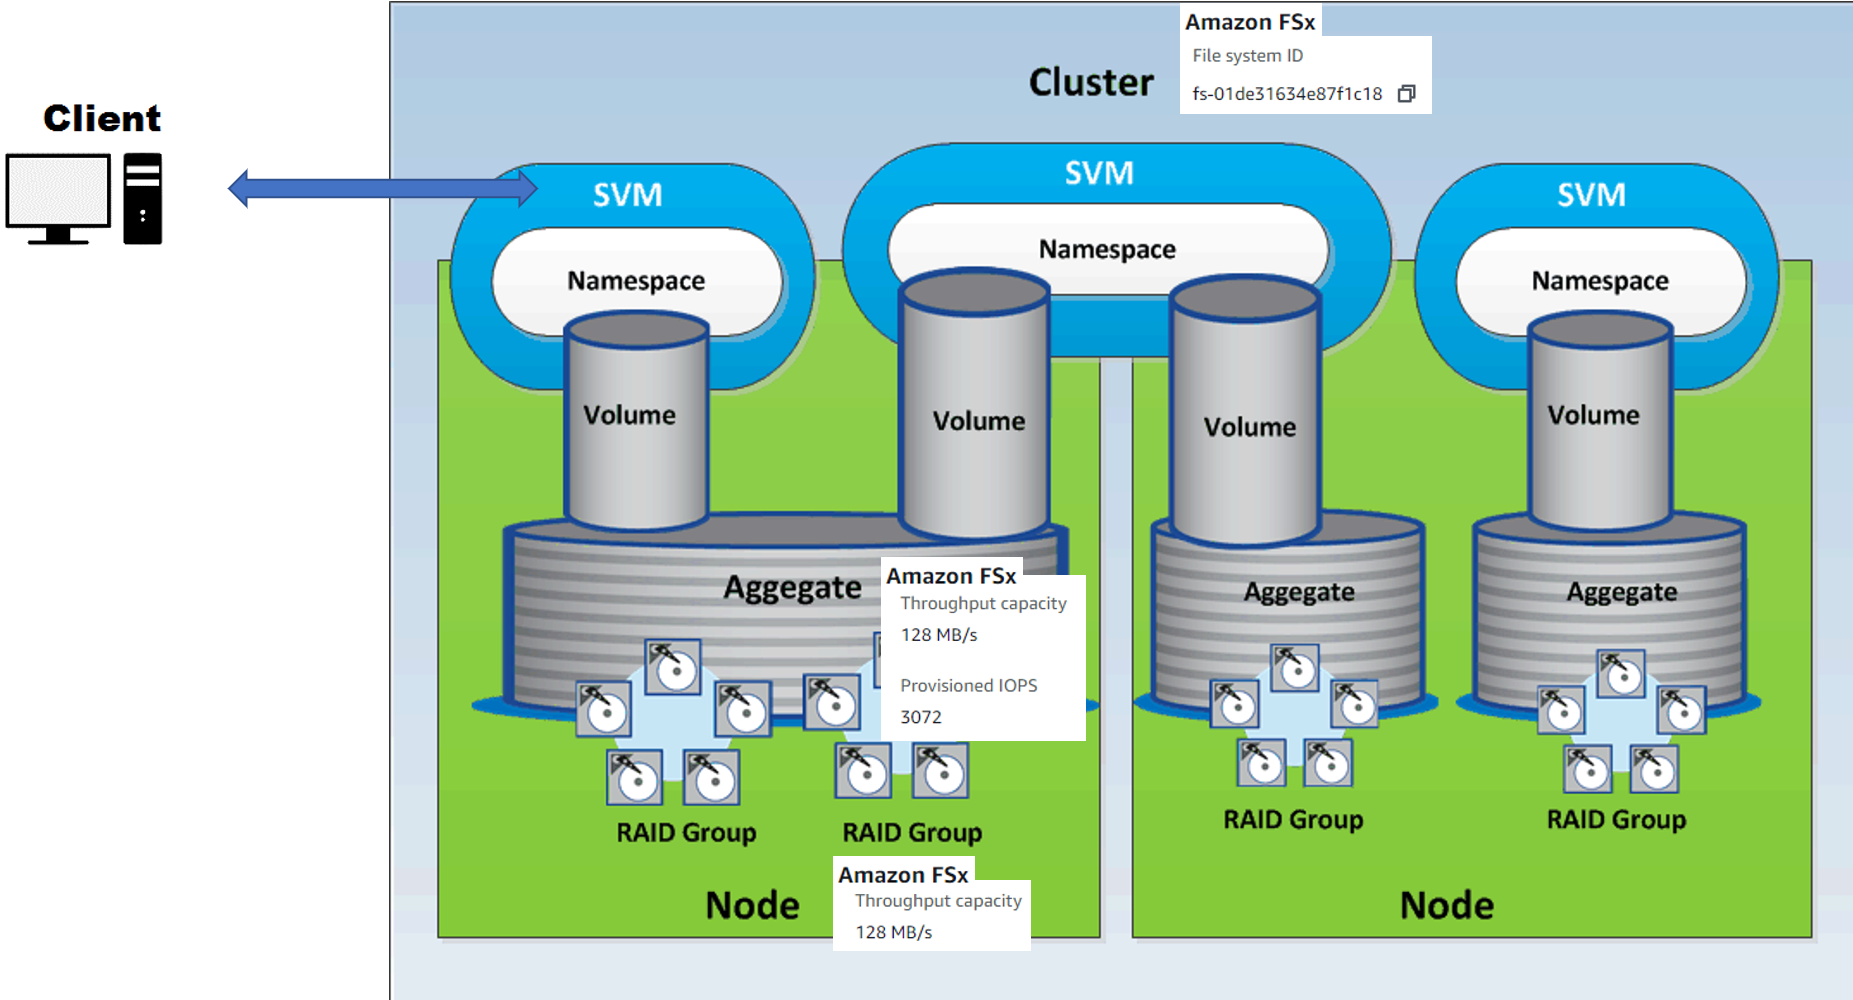 Amazon FSx
File system ID
fs-01de31634e87f1c18
Cluster
Client
SVM
SVM
SVM
Namespace
Namespace
Namespace
Volume
Volume
Volume
Volume
Aggegate
Amazon FSx
Throughput capacity
128 MB/s
Provisioned IOPS
3072
Aggegate
Aggegate
RAID Group
RAID Group
RAID Group
RAID Group
Node
Amazon FSx
Throughput capacity
128 MB/s
Node